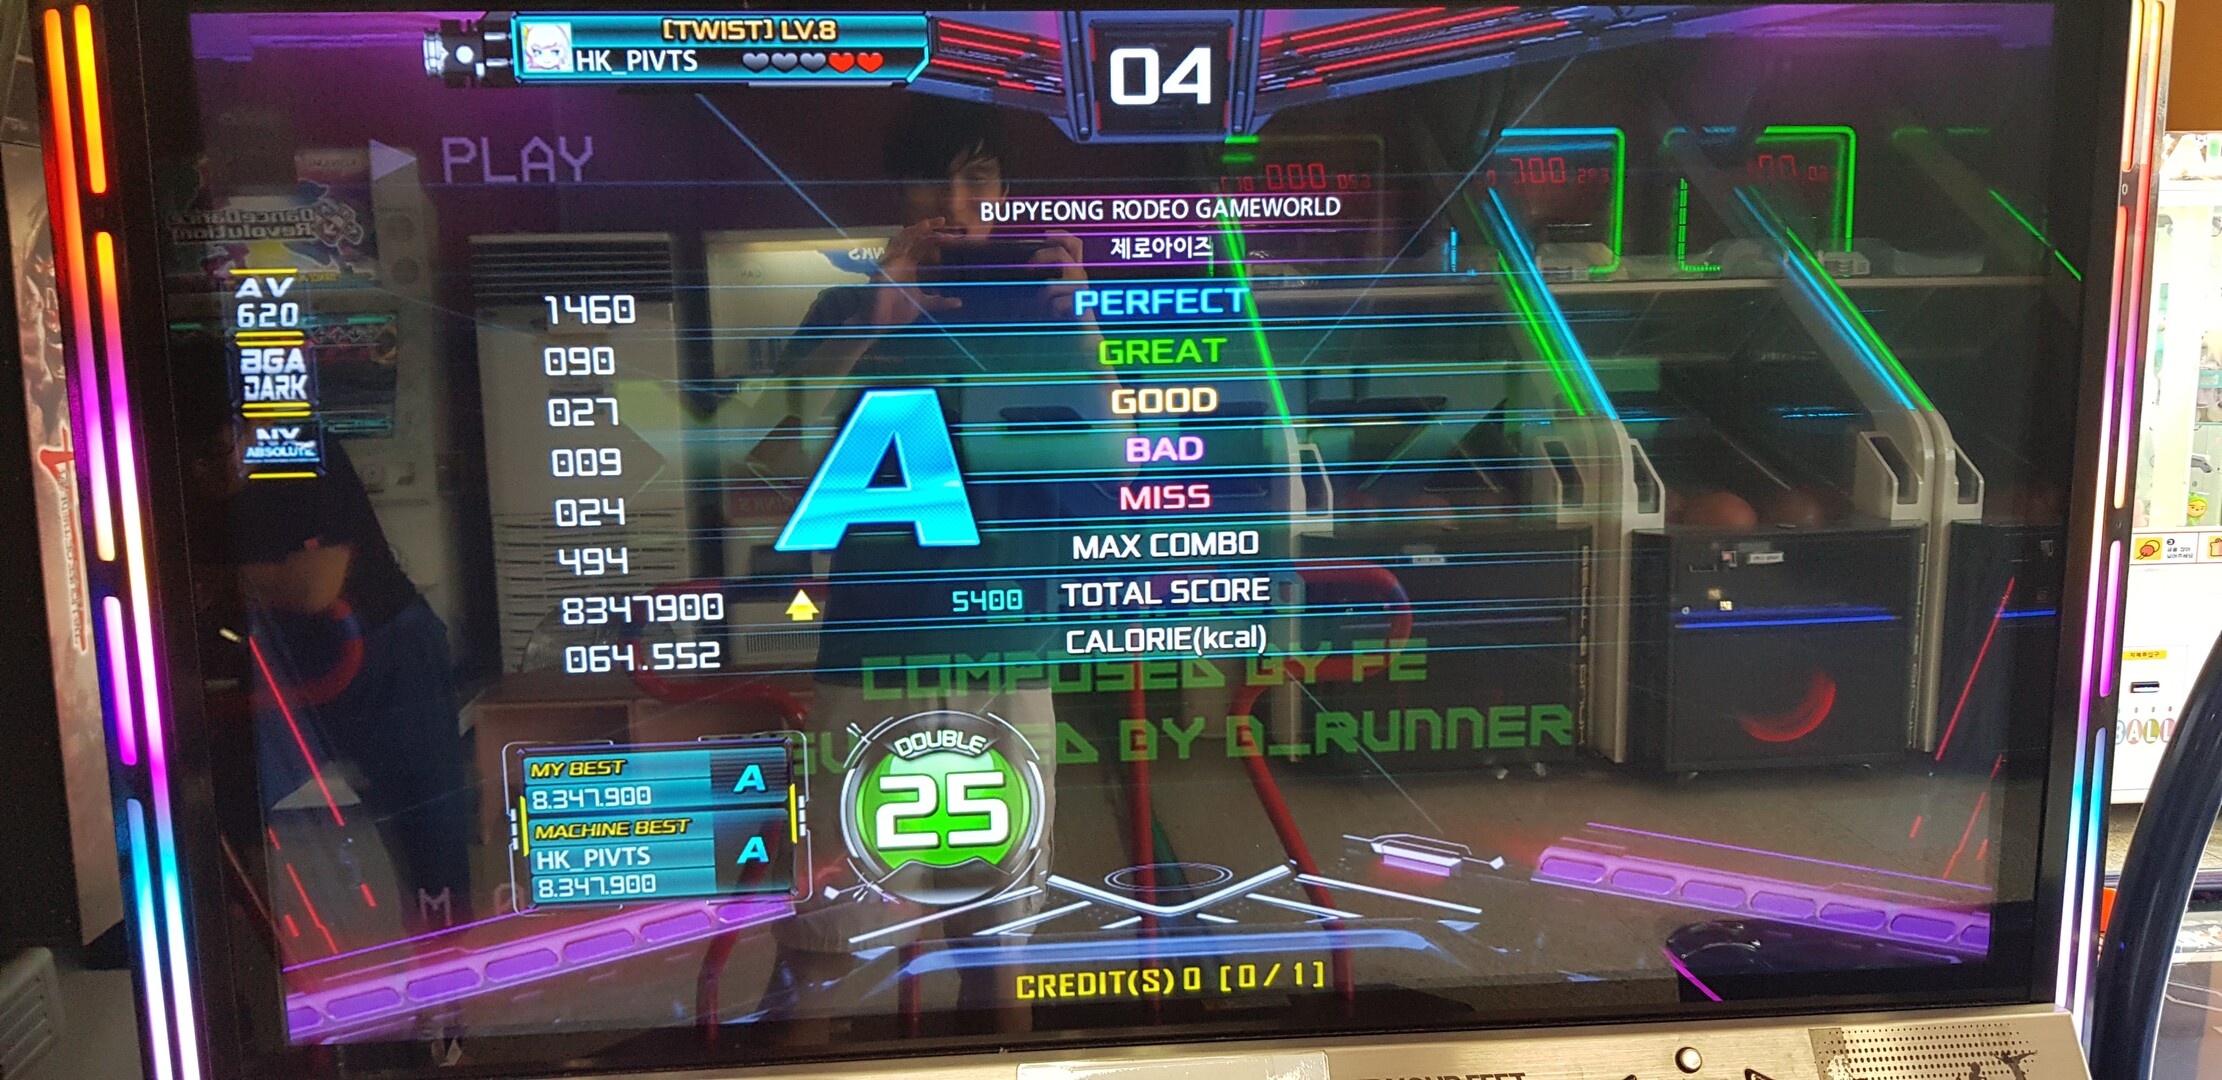 [TWIST] LV.8
HK_PIVTS
04
PLAY
BUPYEONG RODEO GAMEWORLD
제로아이즈
AV
620
BGA
DARK
NX
ABSOLUTE
1460 PERFECT
090 GREAT
027 GOOD
009 BAD
024 MISS
494 MAX COMBO
8347900 5400 TOTAL SCORE
064.552 CALORIE(kcal)
A
COMPOSED BY FE
BY D_RUNNER
MY BEST
8.347.900 A
MACHINE BEST
HK_PIVTS
8.347.900 A
DOUBLE
25
CREDIT(S) 0 [0/1]